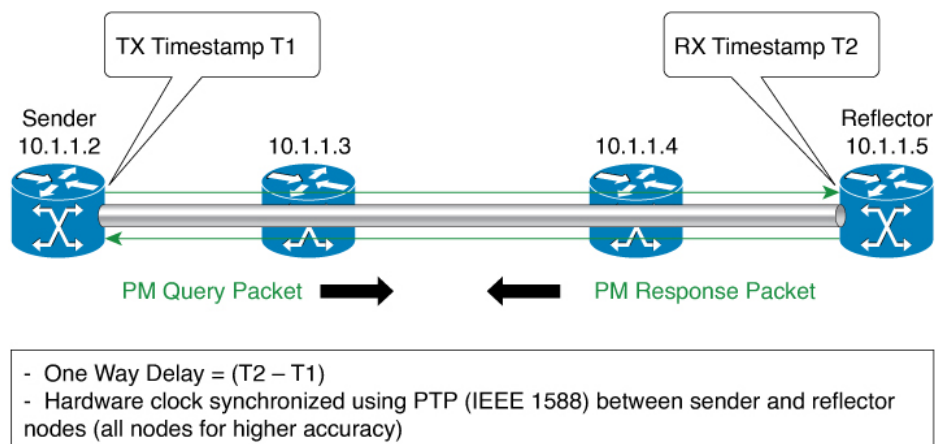 TX Timestamp T1
RX Timestamp T2
Sender
10.1.1.2
10.1.1.3
10.1.1.4
Reflector
10.1.1.5
PM Query Packet
PM Response Packet
- One Way Delay = (T2 – T1)
- Hardware clock synchronized using PTP (IEEE 1588) between sender and reflector
nodes (all nodes for higher accuracy)